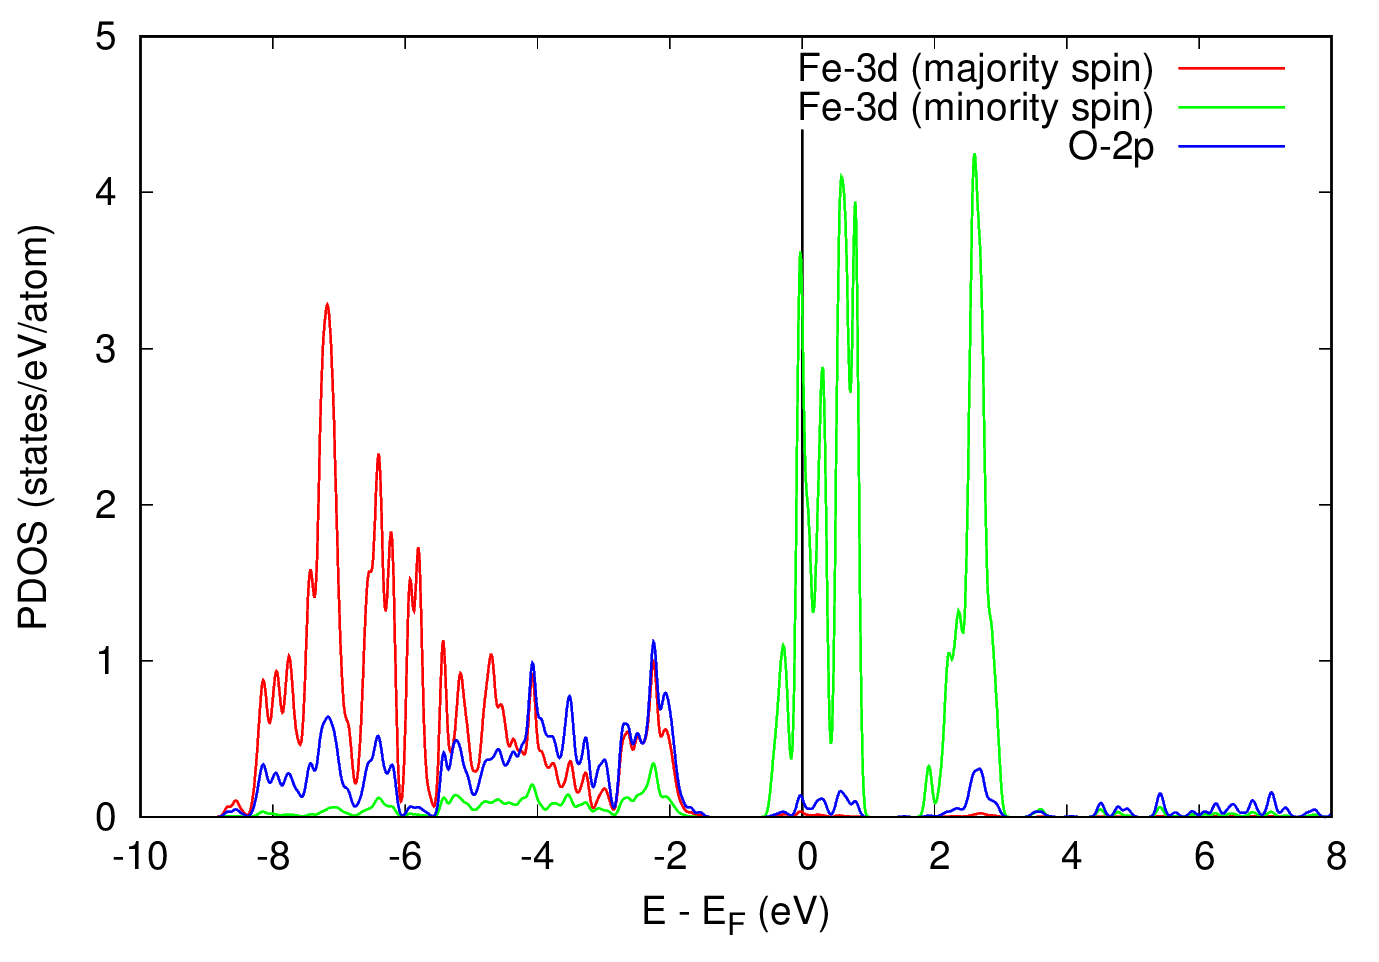 5
4
3
2
1
0
PDOS (states/eV/atom)
Fe-3d (majority spin)
Fe-3d (minority spin)
O-2p
-10 -8 -6 -4 -2 0 2 4 6 8
E - E_F (eV)